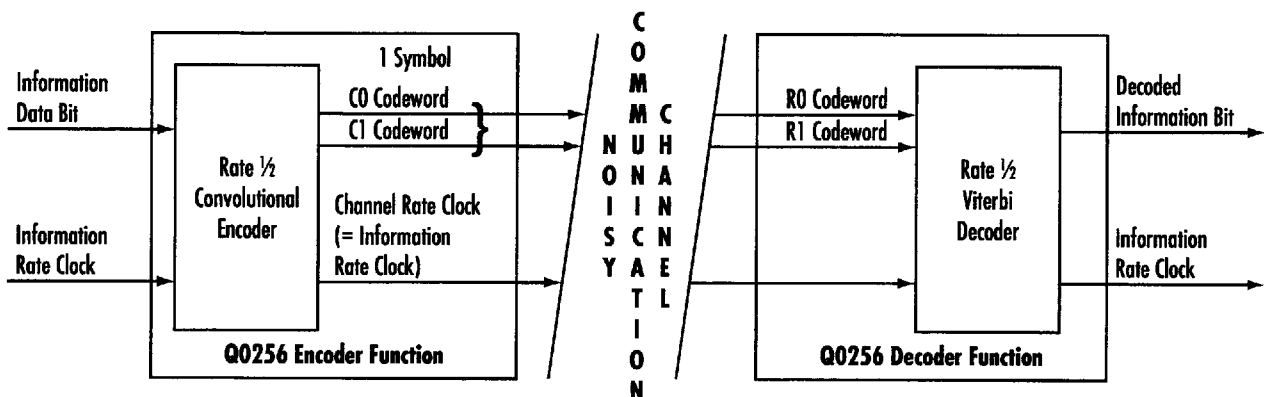 Information
Data Bit
Information
Rate Clock
1 Symbol
C0 Codeword
C1 Codeword
}
Rate ½
Convolutional
Encoder
Channel Rate Clock
(= Information
Rate Clock)
Q0256 Encoder Function
NOISY
COMMUNICATION
CHANNEL
R0 Codeword
R1 Codeword
Rate ½
Viterbi
Decoder
Q0256 Decoder Function
Decoded
Information Bit
Information
Rate Clock